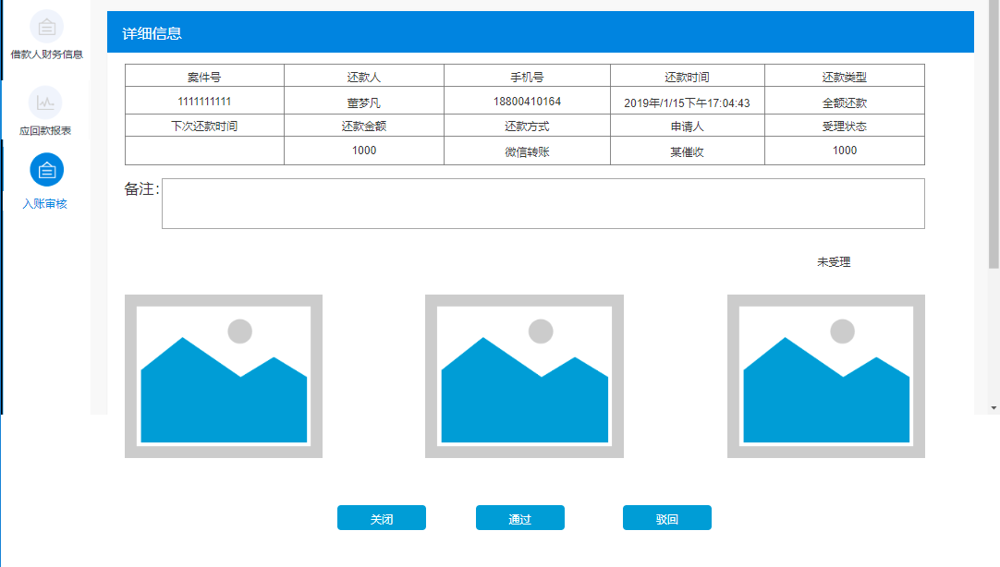 借款人财务信息
应回款报表
入账审核
详细信息
案件号 还款人 手机号 还款时间 还款类型
1111111111 董梦凡 18800410164 2019年/1/15下午17:04:43 全额还款
下次还款时间 还款金额 还款方式 申请人 受理状态
1000 微信转账 某催收 1000
备注:
未受理
关闭 通过 驳回